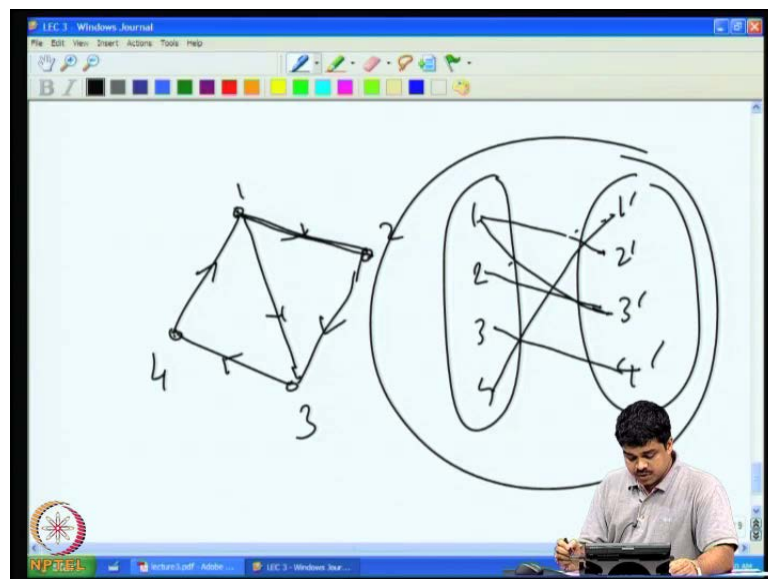 LEC 3 - Windows Journal
File Edit View Insert Actions Tools Help
B I
1
2
3
4
1 1'
2 2'
3 3'
4 4'
NPTEL
lecture3.pdf - Adobe ...
LEC 3 - Windows Jour...